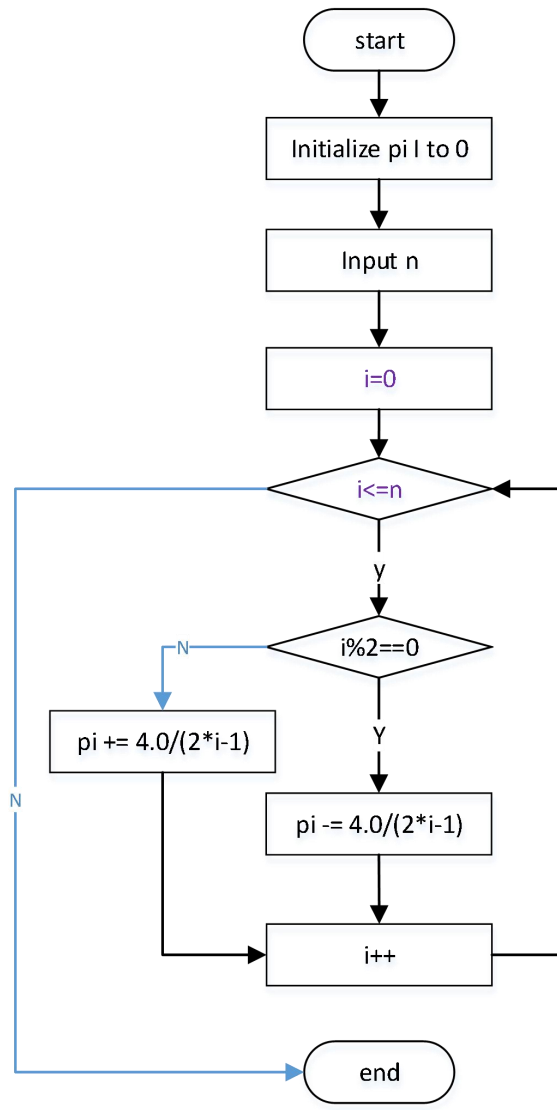 start
Initialize pi I to 0
Input n
i=0
i<=n
y
i%2==0
N
pi += 4.0/(2*i-1)
Y
N
pi -= 4.0/(2*i-1)
i++
end